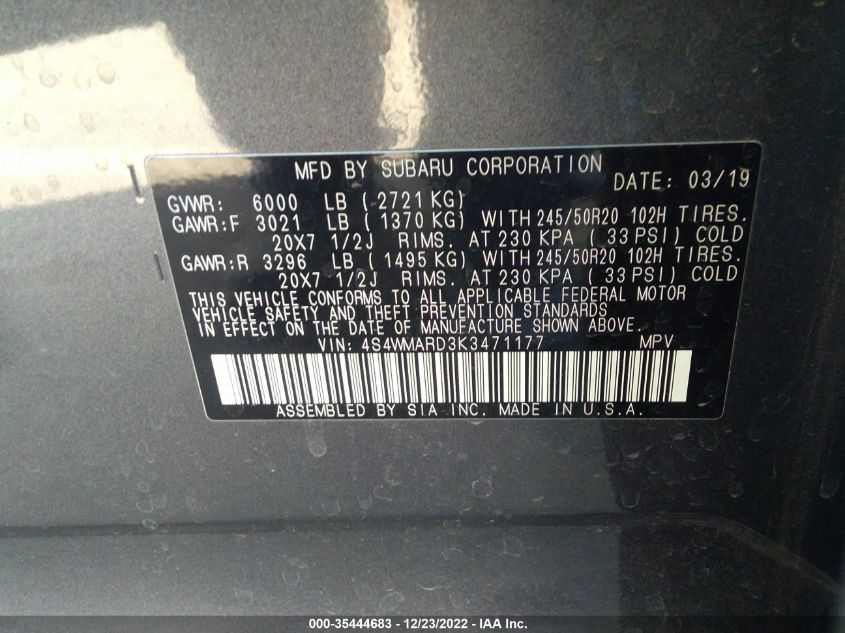 MFD BY SUBARU CORPORATION DATE: 03/19
GVWR: 6000 LB ( 2721 KG)
GAWR:F 3021 LB ( 1370 KG) WITH 245/50R20 102H TIRES.
20X7 1/2J RIMS. AT 230 KPA ( 33 PSI) COLD
GAWR:R 3296 LB ( 1495 KG) WITH 245/50R20 102H TIRES.
20X7 1/2J RIMS. AT 230 KPA ( 33 PSI) COLD
THIS VEHICLE CONFORMS TO ALL APPLICABLE FEDERAL MOTOR
VEHICLE SAFETY AND THEFT PREVENTION STANDARDS
IN EFFECT ON THE DATE OF MANUFACTURE SHOWN ABOVE.
VIN: 4S4WMARD3K3471177 MPV
ASSEMBLED BY SIA INC. MADE IN U.S.A.
000-35444683 - 12/23/2022 - IAA Inc.